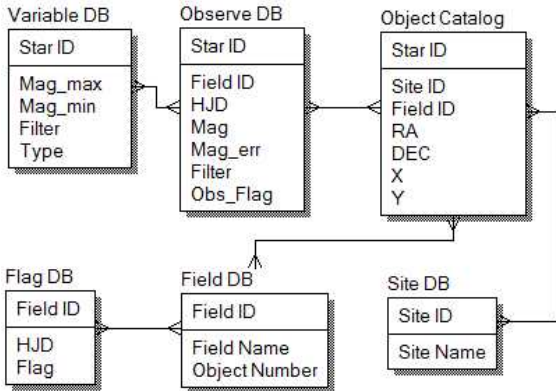 Variable DB
Star ID
Mag_max
Mag_min
Filter
Type
Observe DB
Star ID
Field ID
HJD
Mag
Mag_err
Filter
Obs_Flag
Object Catalog
Star ID
Site ID
Field ID
RA
DEC
X
Y
Flag DB
Field ID
HJD
Flag
Field DB
Field ID
Field Name
Object Number
Site DB
Site ID
Site Name